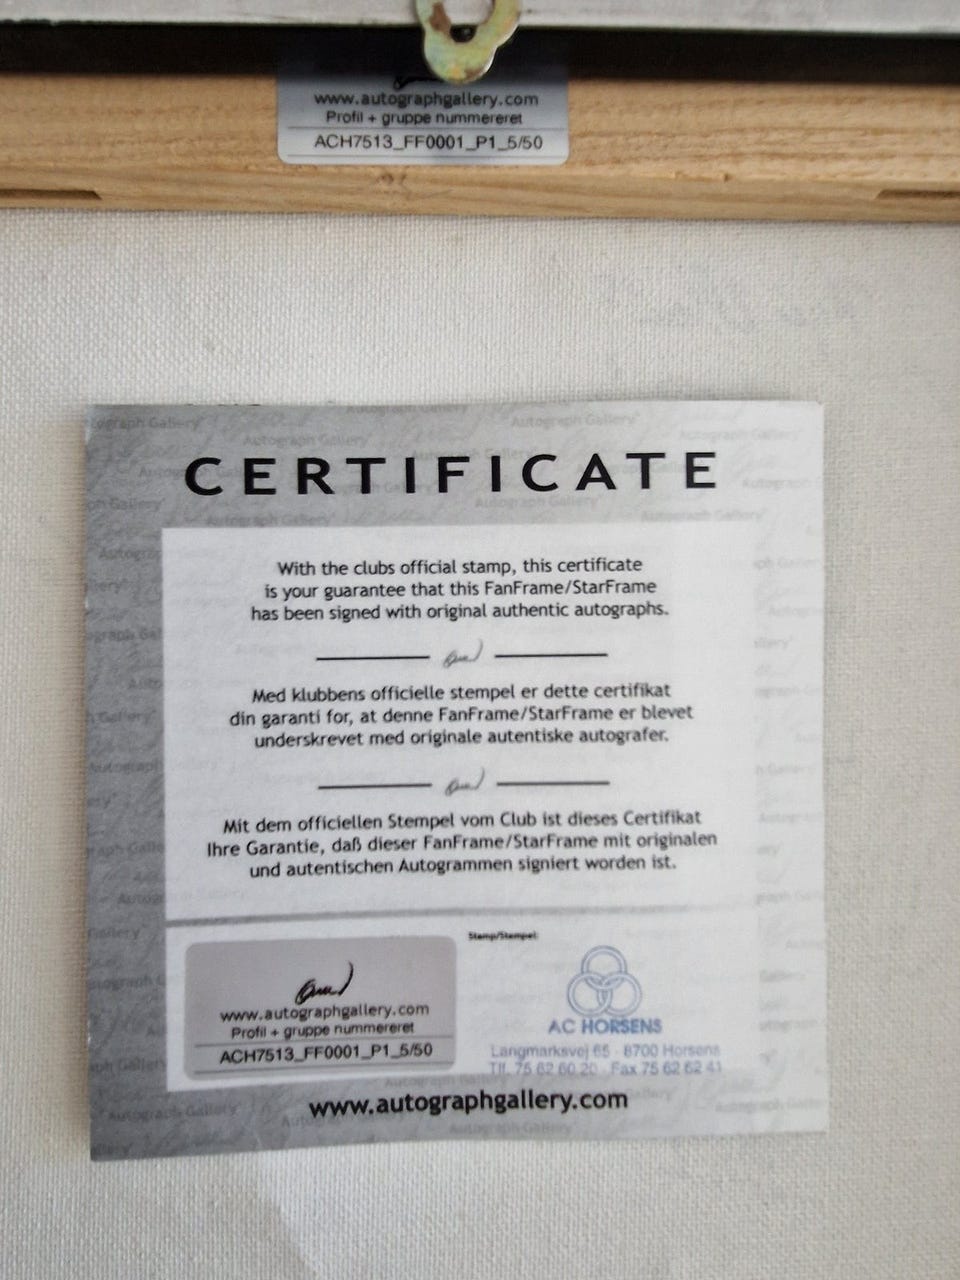 www.autographgallery.com
Profil + gruppe nummereret
ACH7513_FF0001_P1_5/50
CERTIFICATE
With the clubs official stamp, this certificate
is your guarantee that this FanFrame/StarFrame
has been signed with original authentic autographs.
Med klubbens officielle stempel er dette certifikat
din garanti for, at denne FanFrame/StarFrame er blevet
underskrevet med originale autentiske autografer.
Mit dem officiellen Stempel vom Club ist dieses Certifikat
Ihre Garantie, daß dieser FanFrame/StarFrame mit originalen
und autentischen Autogrammen signiert worden ist.
Stamp/Stempel:
www.autographgallery.com
Profil + gruppe nummereret
ACH7513_FF0001_P1_5/50
AC HORSENS
Langmarksvej 65 - 8700 Horsens
Tlf. 75 62 60 20 Fax 75 62 62 41
www.autographgallery.com